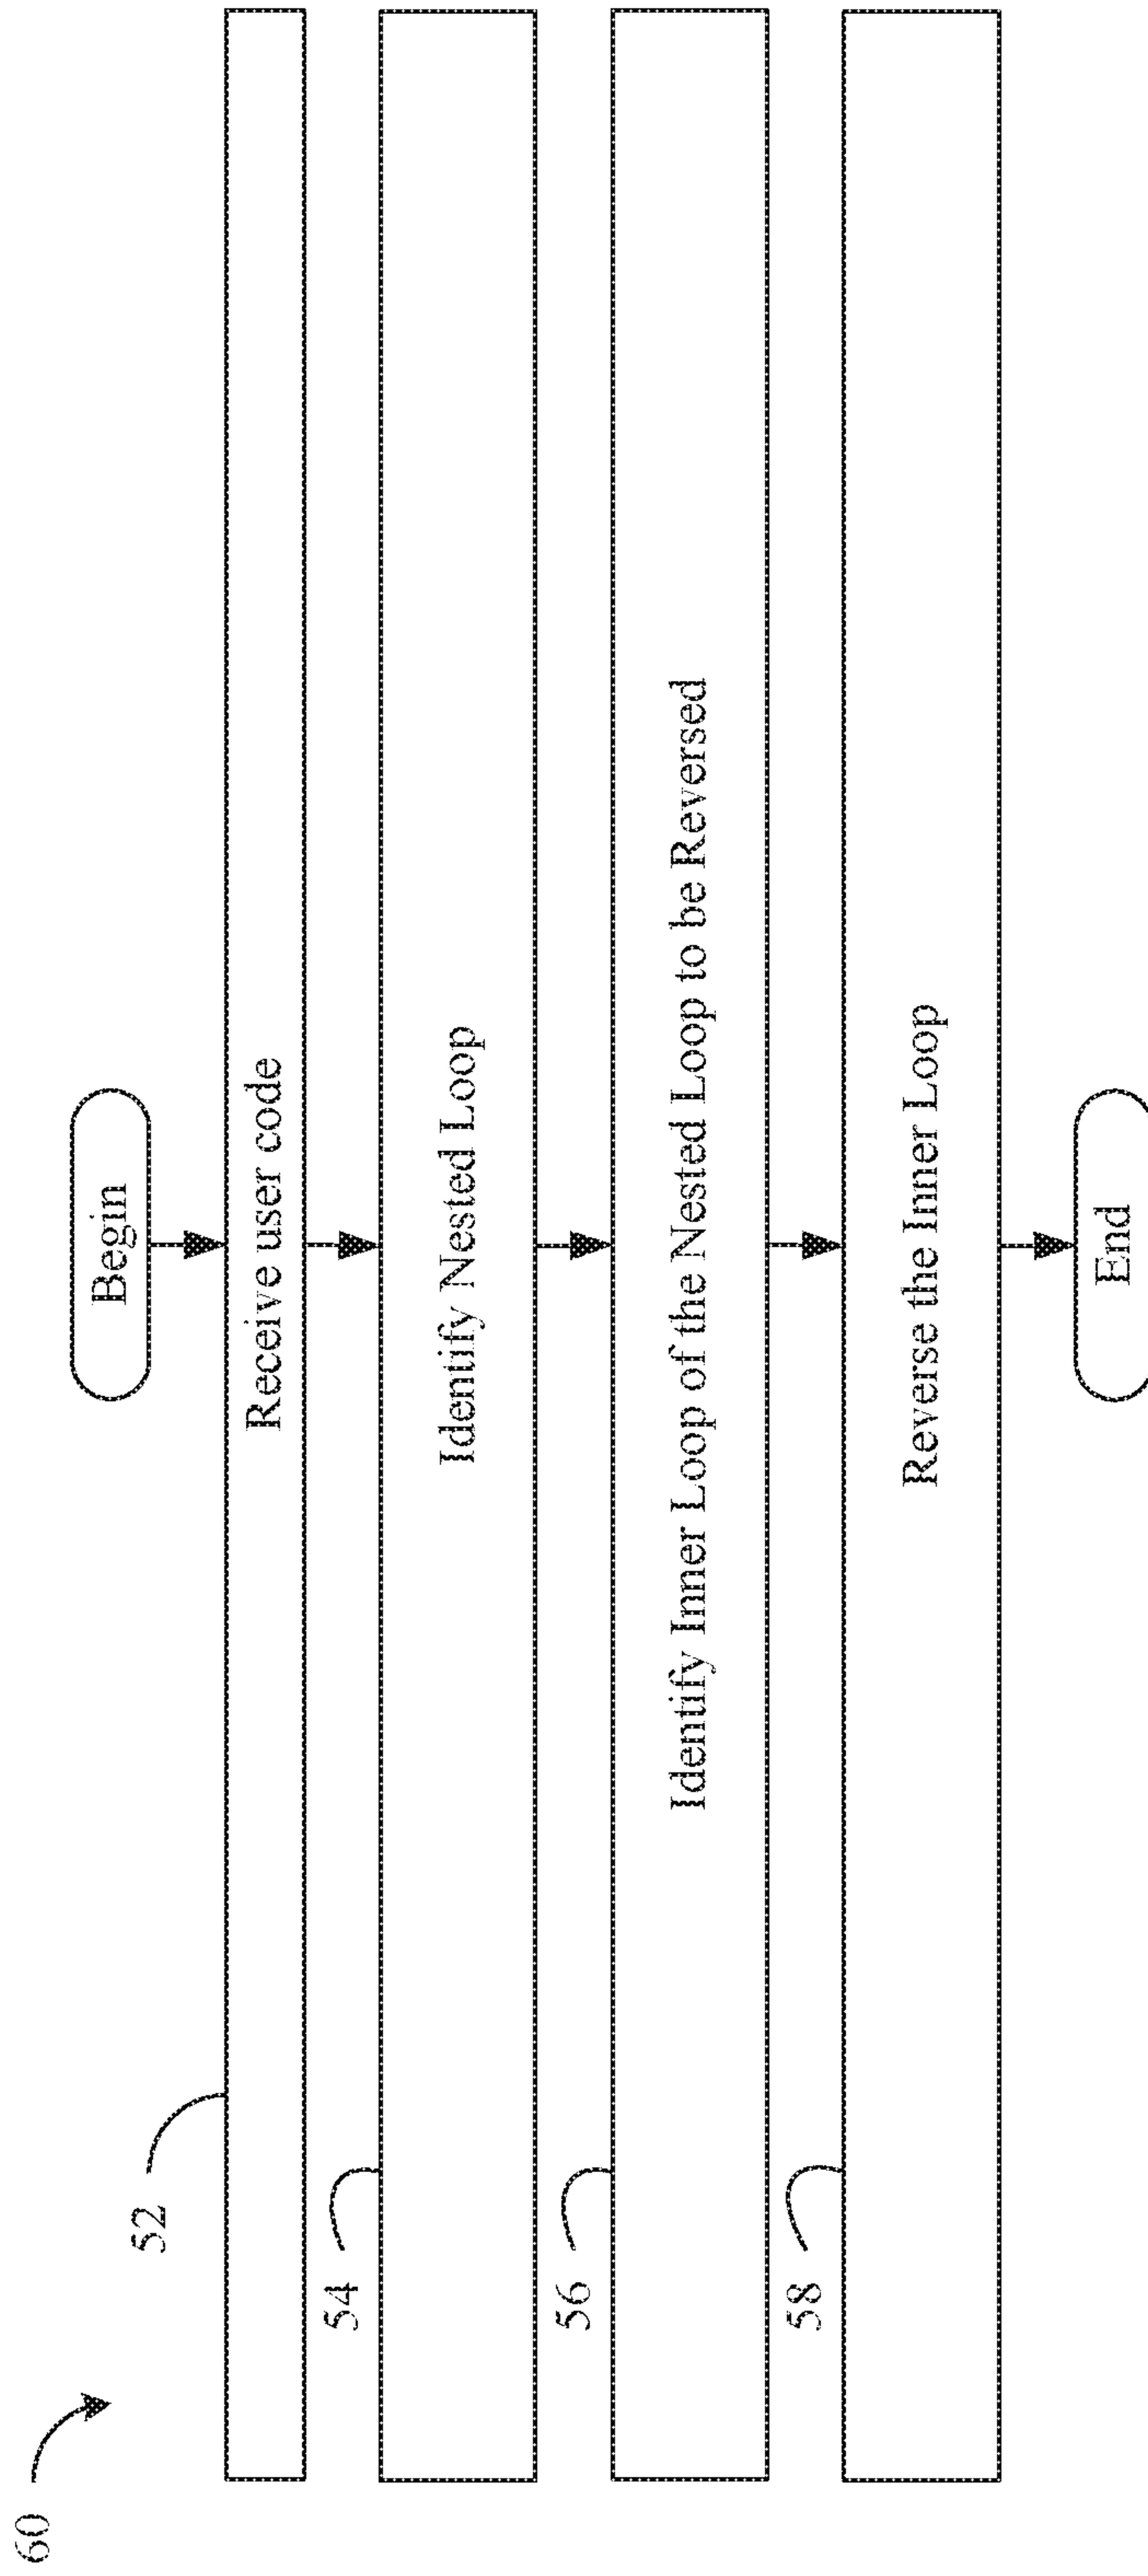 60
Begin
52
Receive user code
54
Identify Nested Loop
56
Identify Inner Loop of the Nested Loop to be Reversed
58
Reverse the Inner Loop
End